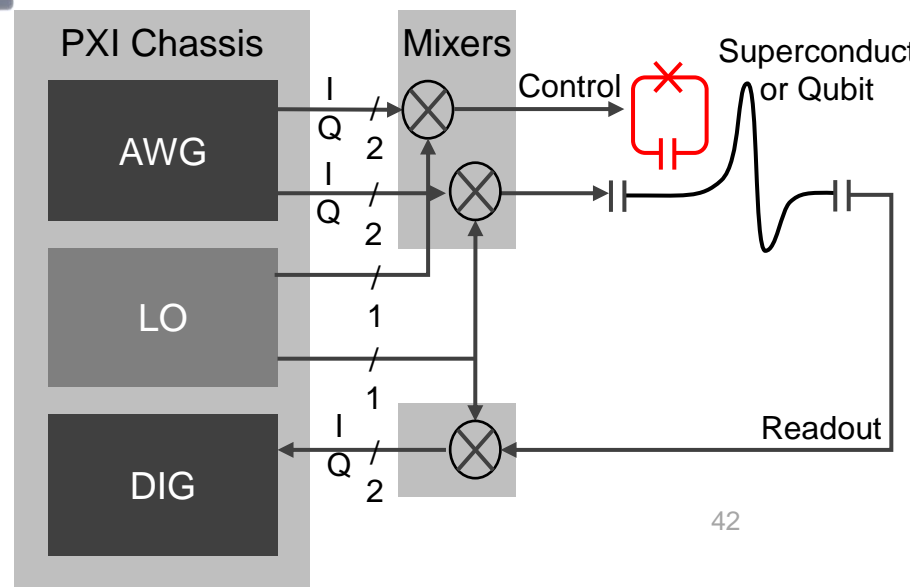 PXI Chassis
Mixers
Superconduct
or Qubit
Control
I
Q
/
2
AWG
I
Q
/
2
LO
/
1
/
1
I
Q
/
2
DIG
Readout
42